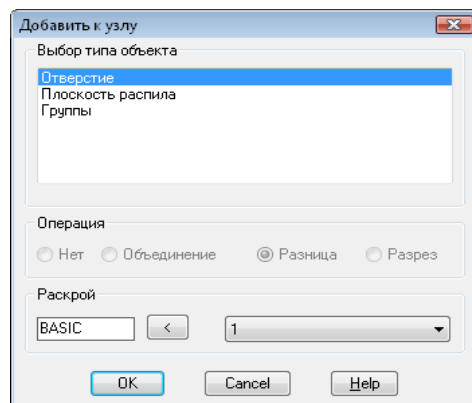 Добавить к узлу
Выбор типа объекта
Отверстие
Плоскость распила
Группы
Операция
Нет Объединение Разница Разрез
Раскрой
BASIC < 1
OK Cancel Help